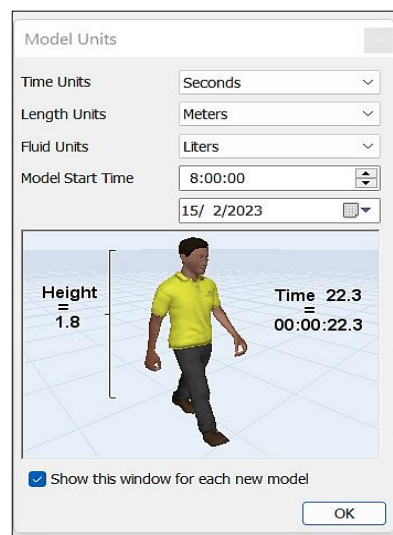 Model Units
Time Units Seconds
Length Units Meters
Fluid Units Liters
Model Start Time 8:00:00
15/ 2/2023
Height
=
1.8
Time 22.3
=
00:00:22.3
Show this window for each new model
OK